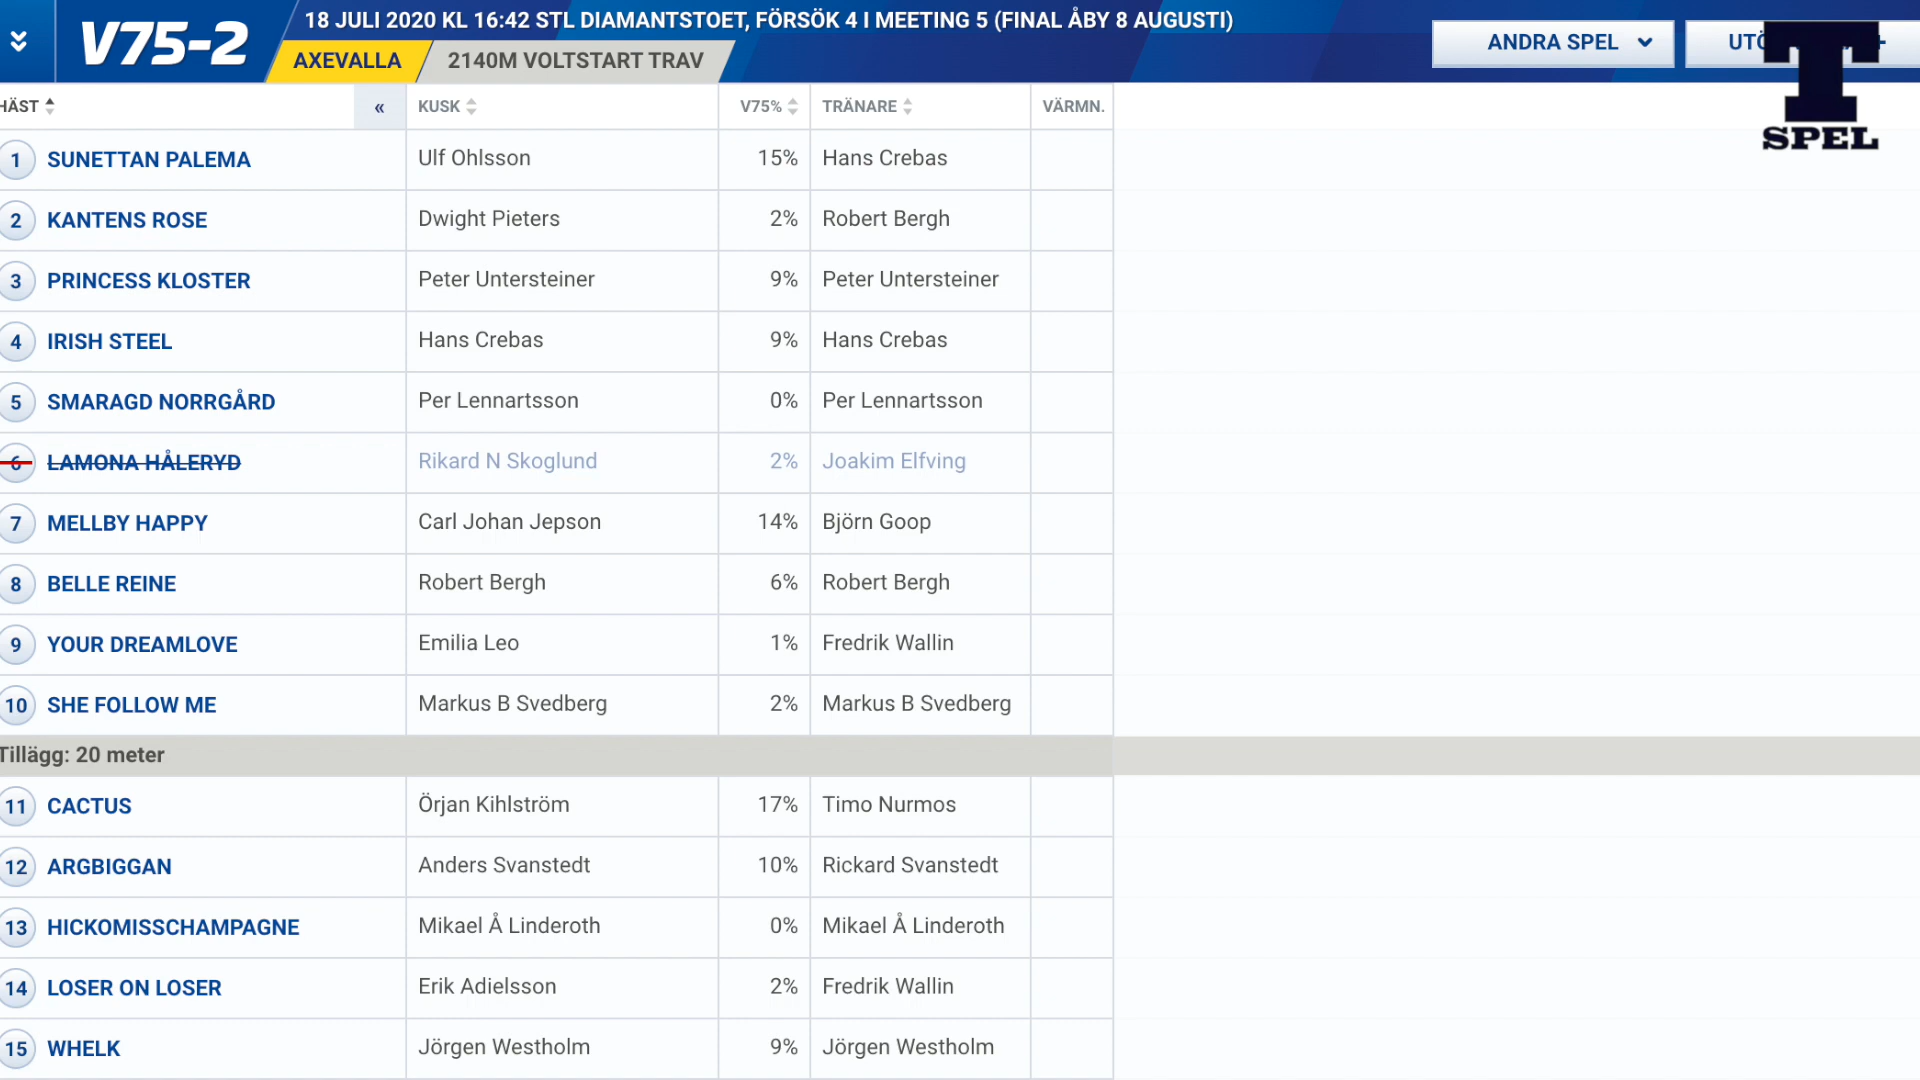 V75-2
18 JULI 2020 KL 16:42 STL DIAMANTSTOET, FÖRSÖK 4 I MEETING 5 (FINAL ÅBY 8 AUGUSTI)
AXEVALLA 2140M VOLTSTART TRAV
ANDRA SPEL
T
SPEL
HÄST « KUSK V75% TRÄNARE VÄRMN.
1 SUNETTAN PALEMA Ulf Ohlsson 15% Hans Crebas
2 KANTENS ROSE Dwight Pieters 2% Robert Bergh
3 PRINCESS KLOSTER Peter Untersteiner 9% Peter Untersteiner
4 IRISH STEEL Hans Crebas 9% Hans Crebas
5 SMARAGD NORRGÅRD Per Lennartsson 0% Per Lennartsson
6 LAMONA HÅLERYD Rikard N Skoglund 2% Joakim Elfving
7 MELLBY HAPPY Carl Johan Jepson 14% Björn Goop
8 BELLE REINE Robert Bergh 6% Robert Bergh
9 YOUR DREAMLOVE Emilia Leo 1% Fredrik Wallin
10 SHE FOLLOW ME Markus B Svedberg 2% Markus B Svedberg
Tillägg: 20 meter
11 CACTUS Örjan Kihlström 17% Timo Nurmos
12 ARGBIGGAN Anders Svanstedt 10% Rickard Svanstedt
13 HICKOMISSCHAMPAGNE Mikael Å Linderoth 0% Mikael Å Linderoth
14 LOSER ON LOSER Erik Adielsson 2% Fredrik Wallin
15 WHELK Jörgen Westholm 9% Jörgen Westholm